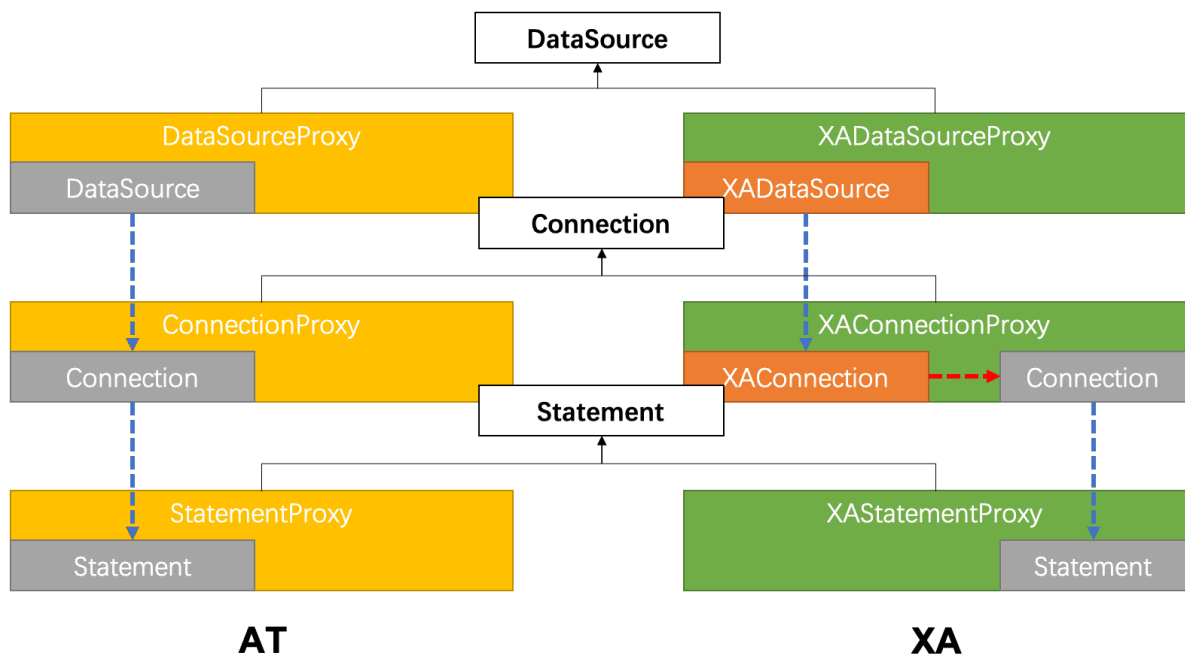 DataSource
DataSourceProxy
XADataSourceProxy
DataSource
XADataSource
Connection
ConnectionProxy
XAConnectionProxy
Connection
XAConnection
Connection
Statement
StatementProxy
XAStatementProxy
Statement
Statement
AT
XA